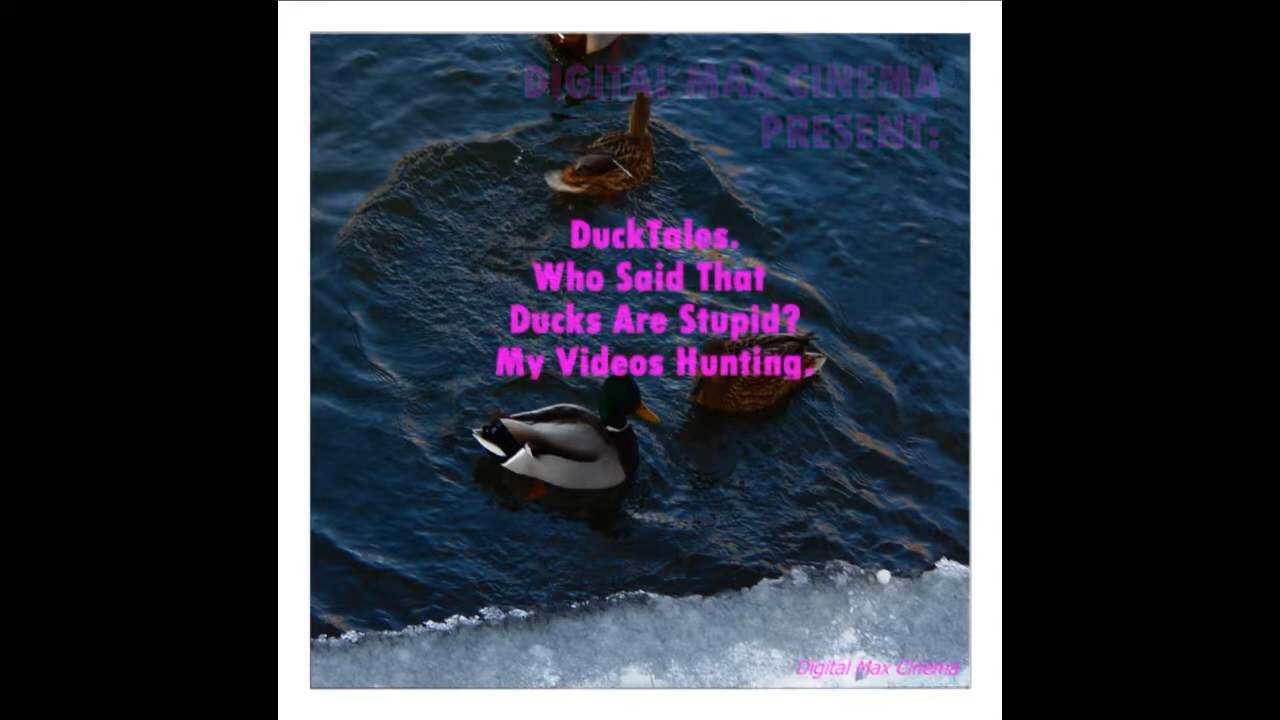 DIGITAL MAX CINEMA
PRESENT:
DuckTales.
Who Said That
Ducks Are Stupid?
My Videos Hunting.
Digital Max Cinema